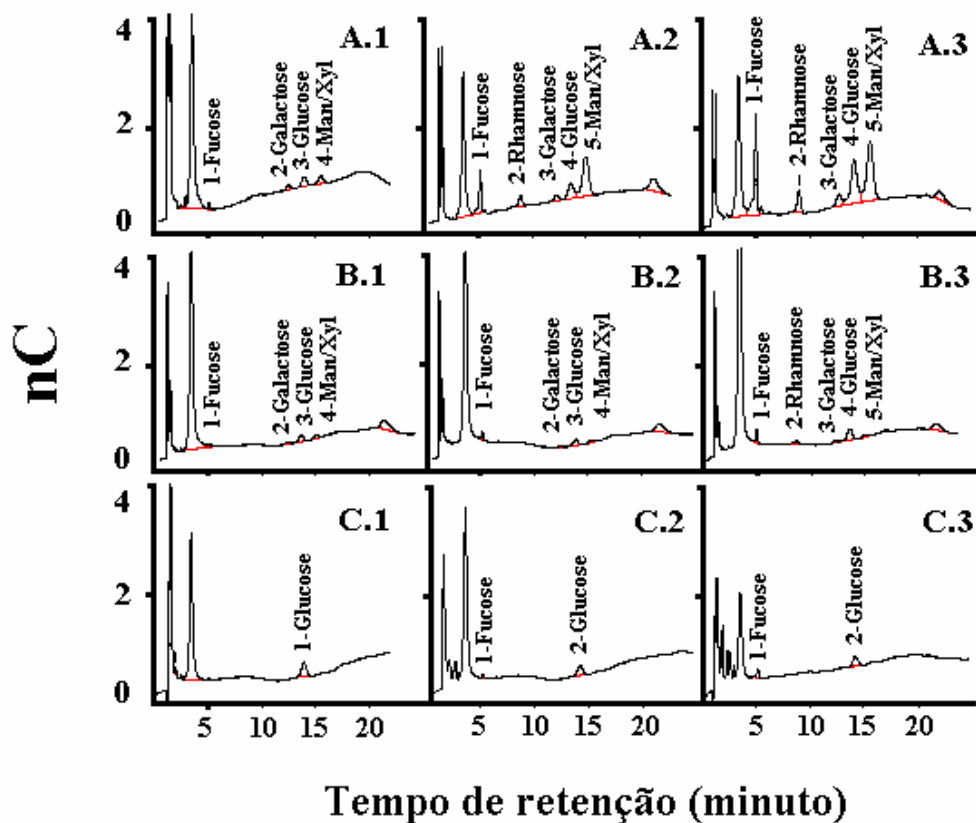 4
2
0
A.1
1-Fucose
2-Galactose
3-Glucose
4-Man/Xyl
A.2
1-Fucose
2-Rhamnose
3-Galactose
4-Glucose
5-Man/Xyl
A.3
1-Fucose
2-Rhamnose
3-Galactose
4-Glucose
5-Man/Xyl
nC
4
2
0
B.1
1-Fucose
2-Galactose
3-Glucose
4-Man/Xyl
B.2
1-Fucose
2-Galactose
3-Glucose
4-Man/Xyl
B.3
1-Fucose
2-Rhamnose
3-Galactose
4-Glucose
5-Man/Xyl
4
2
0
C.1
1-Glucose
C.2
1-Fucose
2-Glucose
C.3
1-Fucose
2-Glucose
5 10 15 20 5 10 15 20 5 10 15 20
Tempo de retenção (minuto)